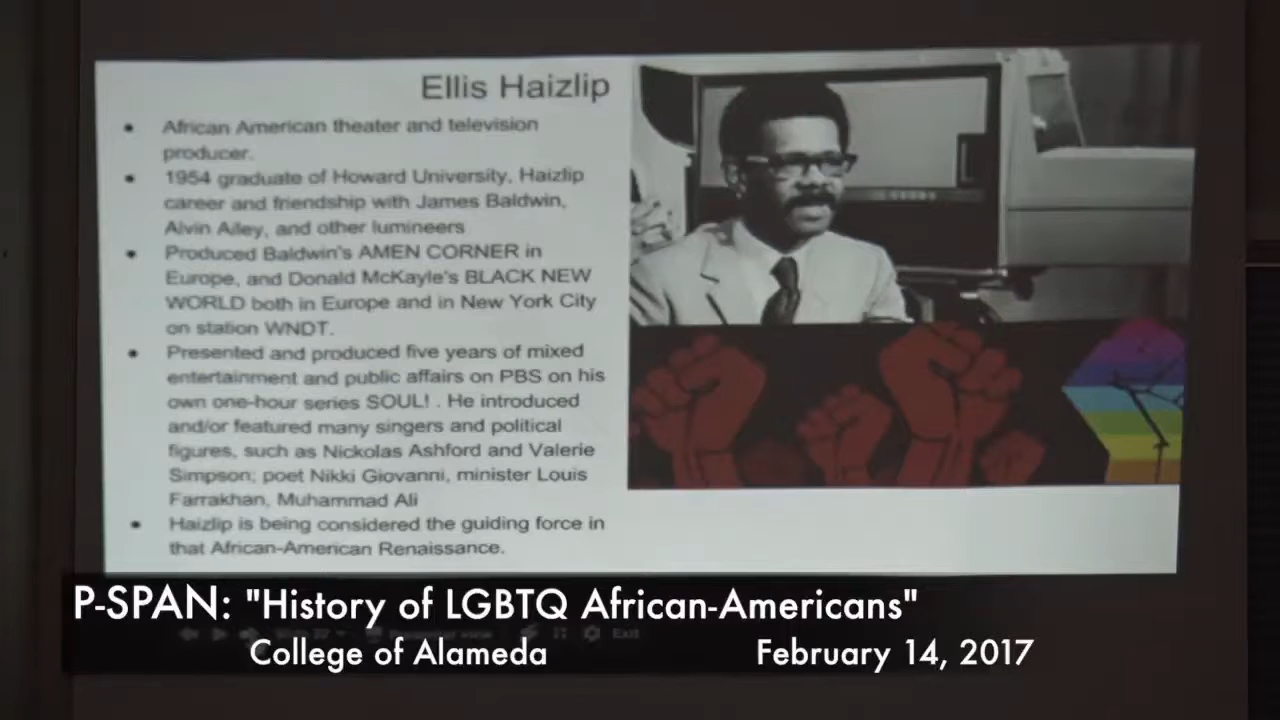 Ellis Haizlip
• African American theater and television
producer.
• 1954 graduate of Howard University, Haizlip
career and friendship with James Baldwin,
Alvin Ailey, and other lumineers
• Produced Baldwin's AMEN CORNER in
Europe, and Donald McKayle's BLACK NEW
WORLD both in Europe and in New York City
on station WNDT.
• Presented and produced five years of mixed
entertainment and public affairs on PBS on his
own one-hour series SOUL! . He introduced
and/or featured many singers and political
figures, such as Nickolas Ashford and Valerie
Simpson; poet Nikki Giovanni, minister Louis
Farrakhan, Muhammad Ali
• Haizlip is being considered the guiding force in
that African-American Renaissance.
P-SPAN: "History of LGBTQ African-Americans"
Exit
College of Alameda February 14, 2017